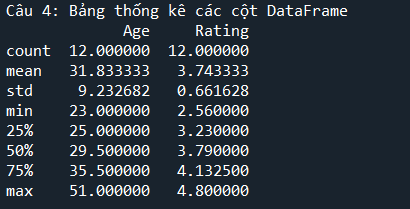 Câu 4: Bảng thống kê các cột DataFrame
Age Rating
count 12.000000 12.000000
mean 31.833333 3.743333
std 9.232682 0.661628
min 23.000000 2.560000
25% 25.000000 3.230000
50% 29.500000 3.790000
75% 35.500000 4.132500
max 51.000000 4.800000